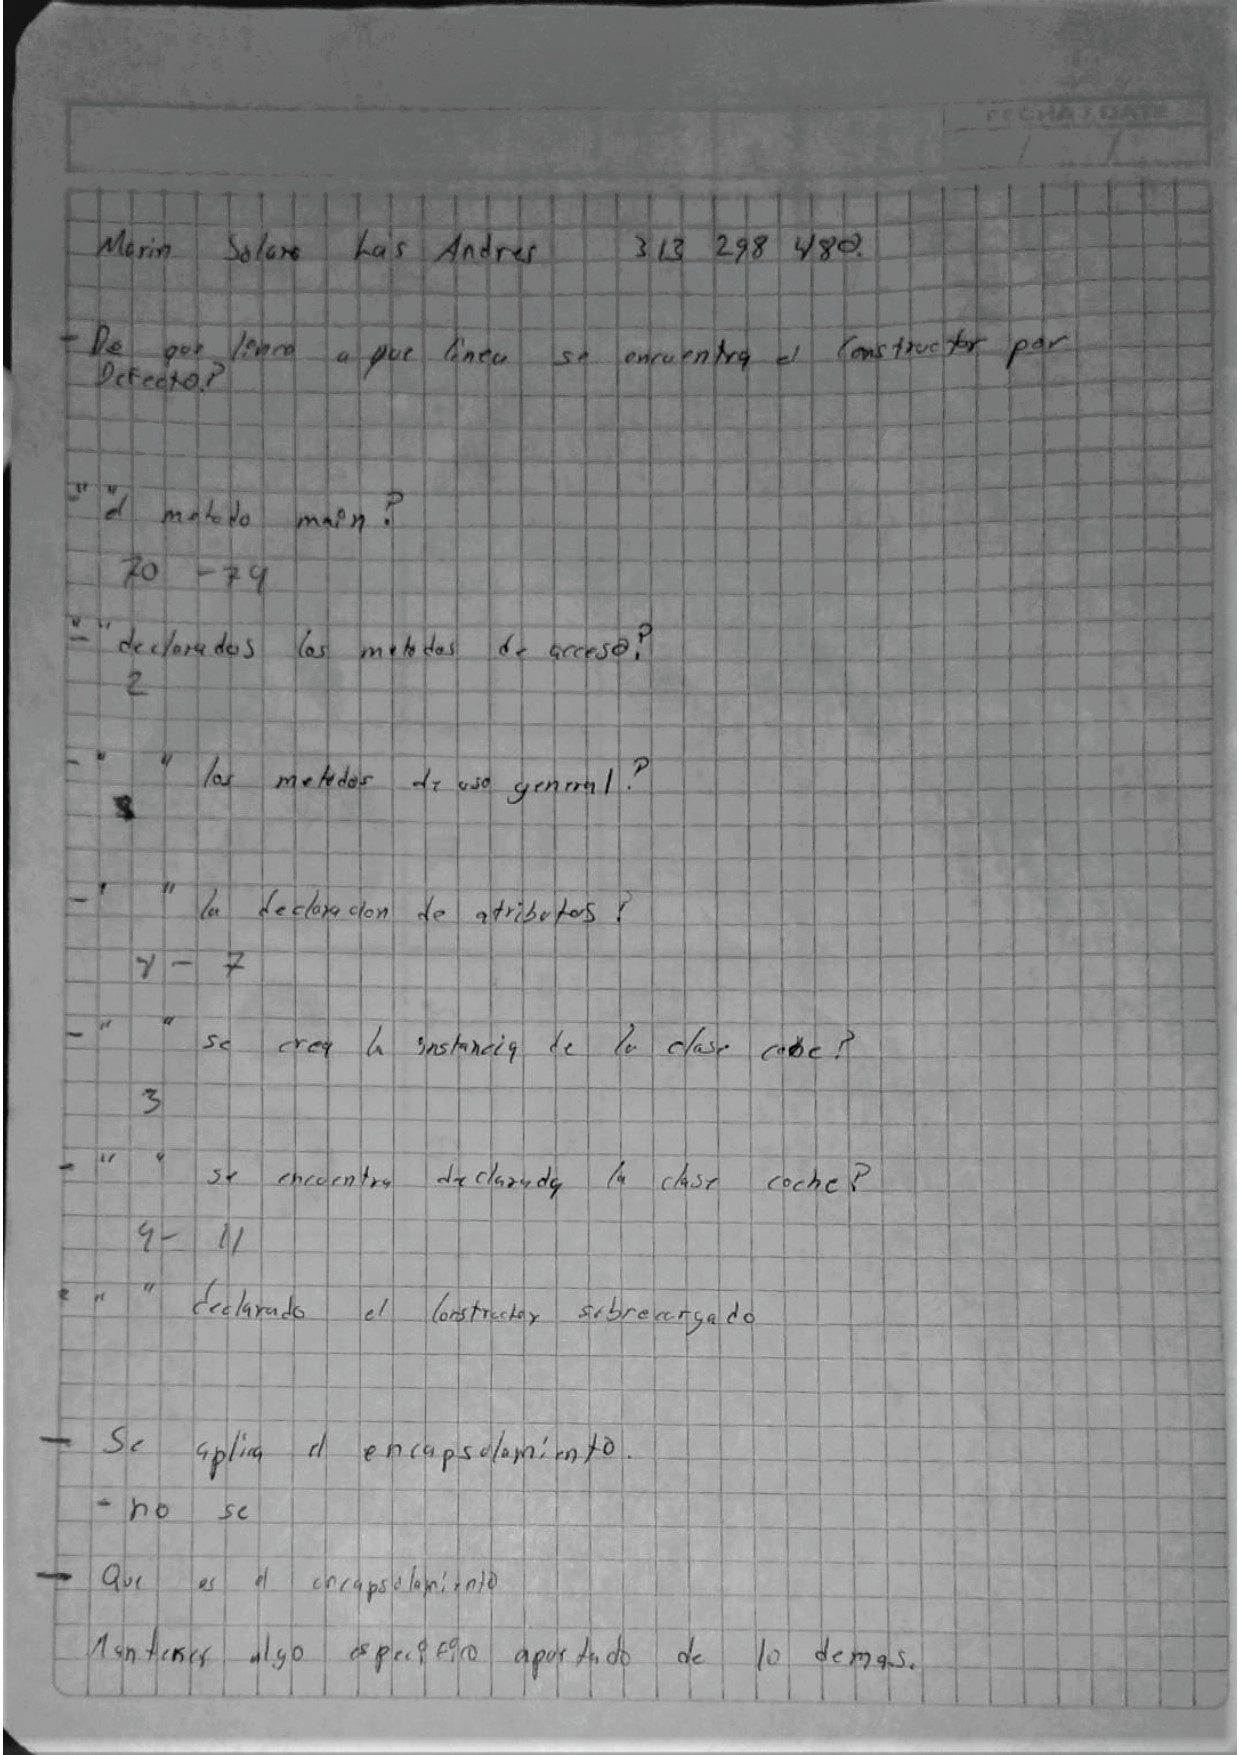 FECHA / DATE
/ /
Marin Solano Luis Andres 313 298 480.
- De que linea a que linea se encuentra el Constructor por
Defecto?
- " " el metodo main?
70 - 79
- " " declarados los metodos de acceso?
2
- " " los metodos de uso general?
- " " la declaracion de atributos?
4 - 7
- " " se crea la instancia de la clase coche?
3
- " " se encuentra declarada la clase coche?
9 - 11
- " " declarado el Constructor sobrecargado
- Se aplica el encapsolamiento.
- no se
- Que es el encapsolamiento
Mantener algo especifico apartado de lo demas.